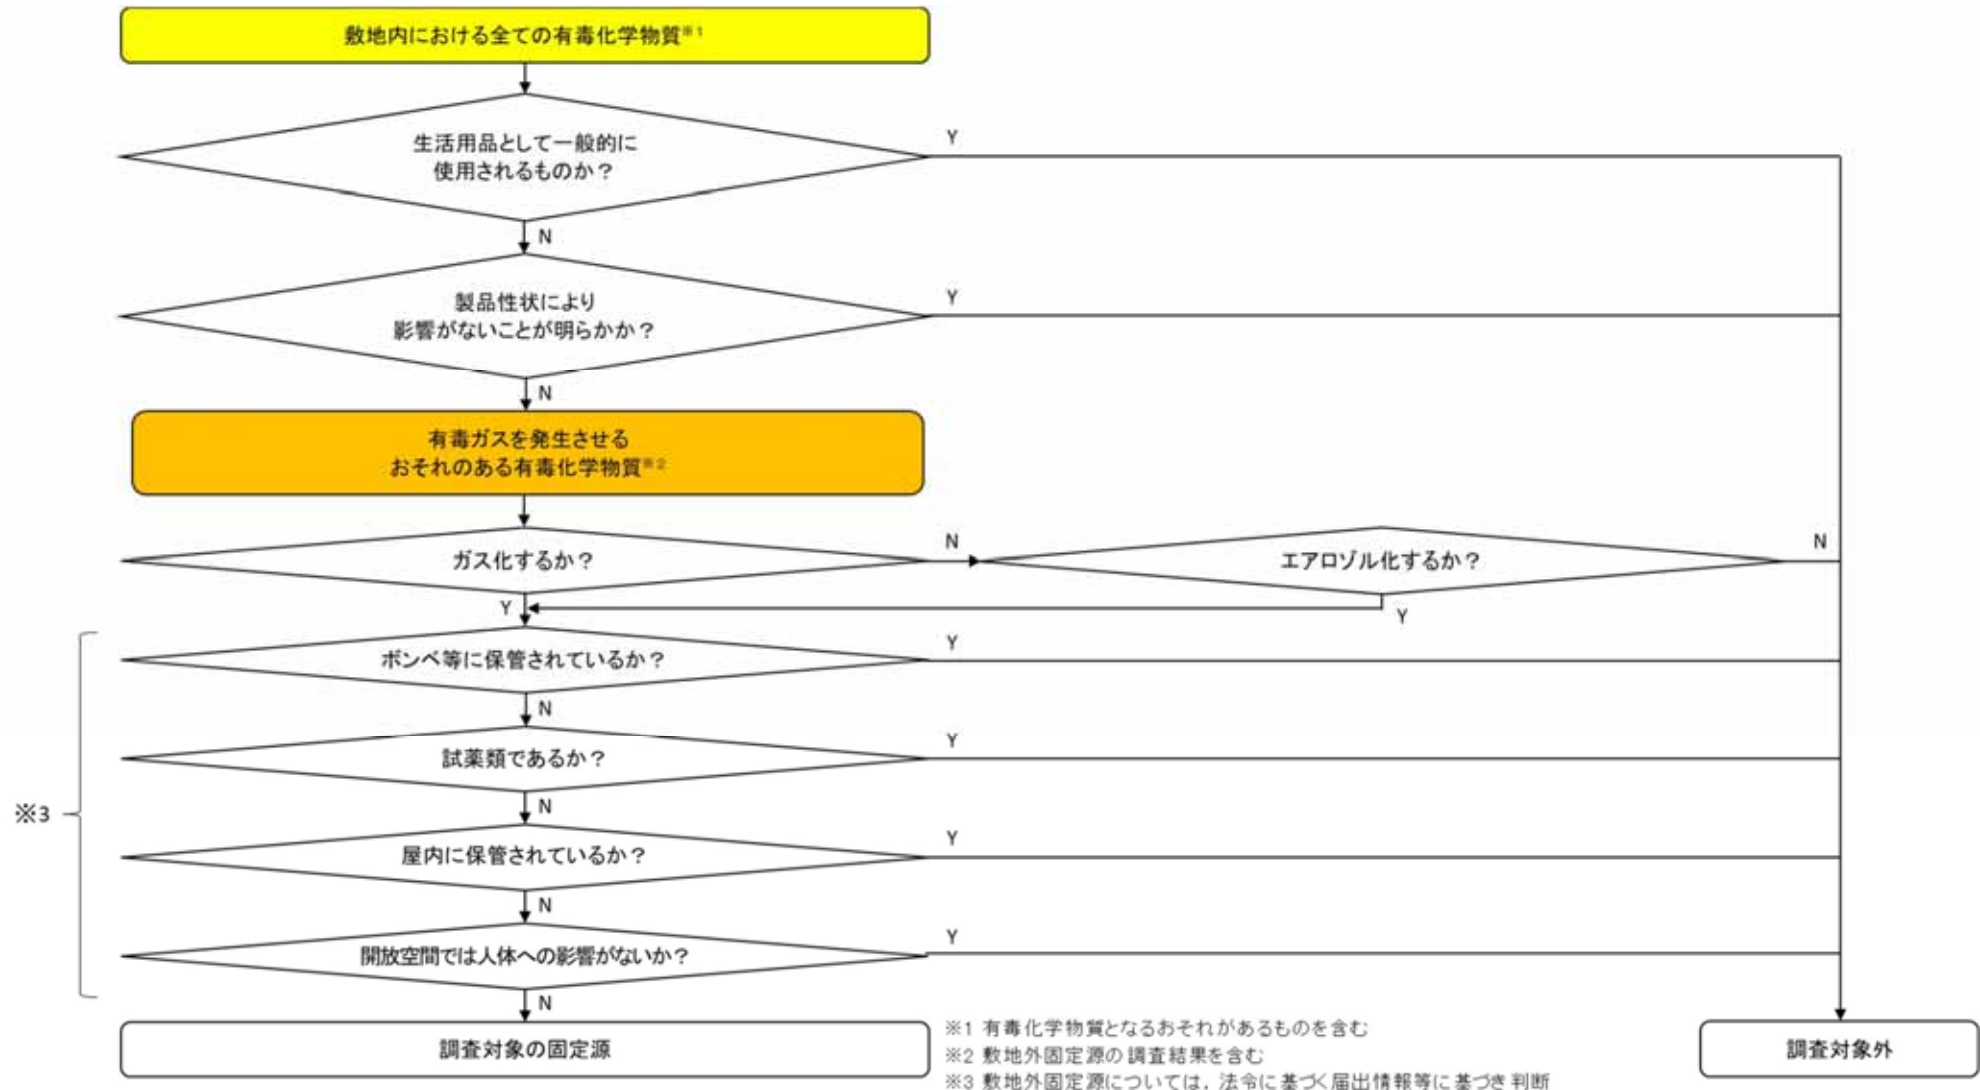 敷地内における全ての有毒化学物質※1
生活用品として一般的に
使用されるものか？
Y
N
製品性状により
影響がないことが明らかか？
Y
N
有毒ガスを発生させる
おそれのある有毒化学物質※2
ガス化するか？
N
エアロゾル化するか？
N
Y
Y
ボンベ等に保管されているか？
Y
N
試薬類であるか？
Y
N
※3
屋内に保管されているか？
Y
N
開放空間では人体への影響がないか？
Y
N
調査対象の固定源
※1 有毒化学物質となるおそれがあるものを含む
※2 敷地外固定源の調査結果を含む
※3 敷地外固定源については，法令に基づく届出情報等に基づき判断
調査対象外